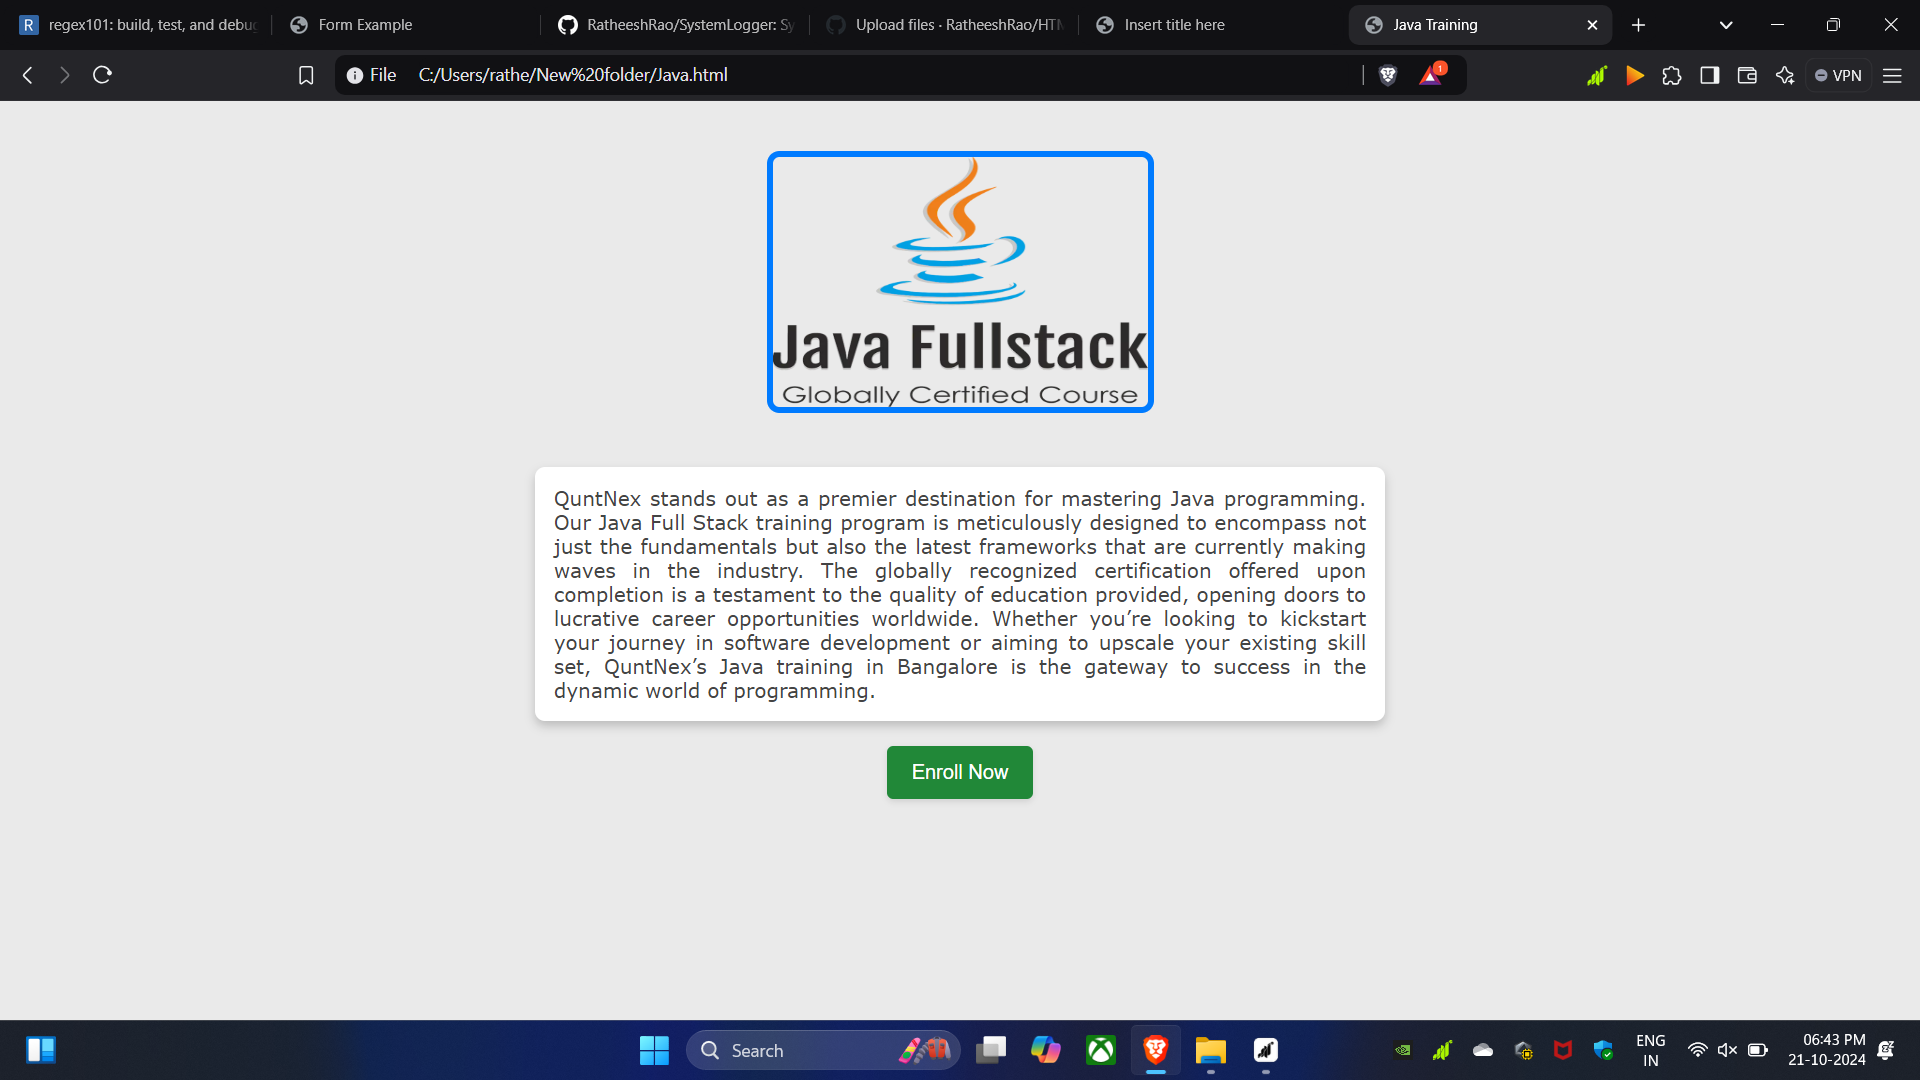 R regex101: build, test, and debug
Form Example
RatheeshRao/SystemLogger: Sy
Upload files · RatheeshRao/HTM
Insert title here
Java Training
File C:/Users/rathe/New%20folder/Java.html
1
VPN
Java Fullstack
Globally Certified Course
QuntNex stands out as a premier destination for mastering Java programming.
Our Java Full Stack training program is meticulously designed to encompass not
just the fundamentals but also the latest frameworks that are currently making
waves in the industry. The globally recognized certification offered upon
completion is a testament to the quality of education provided, opening doors to
lucrative career opportunities worldwide. Whether you’re looking to kickstart
your journey in software development or aiming to upscale your existing skill
set, QuntNex’s Java training in Bangalore is the gateway to success in the
dynamic world of programming.
Enroll Now
Search
ENG
IN
06:43 PM
21-10-2024